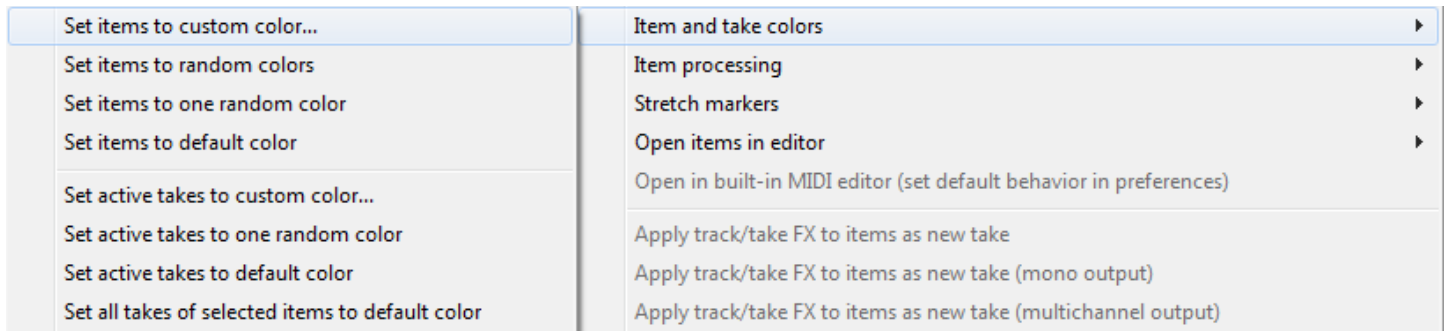 Set items to custom color...
Set items to random colors
Set items to one random color
Set items to default color
Set active takes to custom color...
Set active takes to one random color
Set active takes to default color
Set all takes of selected items to default color
Item and take colors
Item processing
Stretch markers
Open items in editor
Open in built-in MIDI editor (set default behavior in preferences)
Apply track/take FX to items as new take
Apply track/take FX to items as new take (mono output)
Apply track/take FX to items as new take (multichannel output)